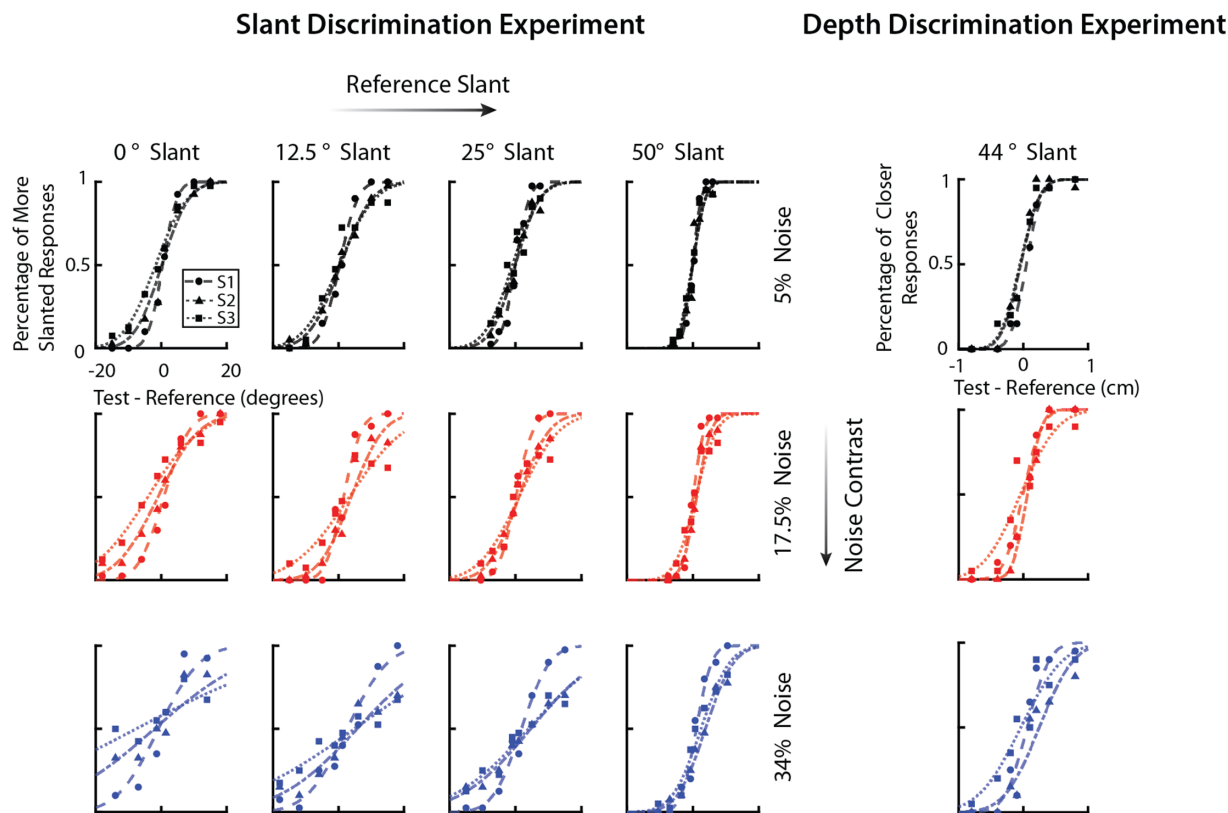 Slant Discrimination Experiment
Depth Discrimination Experiment
Reference Slant
0 ° Slant
12.5 ° Slant
25° Slant
50° Slant
44 ° Slant
Percentage of More
Slanted Responses
1
0.5
0
S1
S2
S3
-20
0
20
Test - Reference (degrees)
5% Noise
Percentage of Closer
Responses
1
0.5
0
-1
0
1
Test - Reference (cm)
17.5% Noise
Noise Contrast
34% Noise